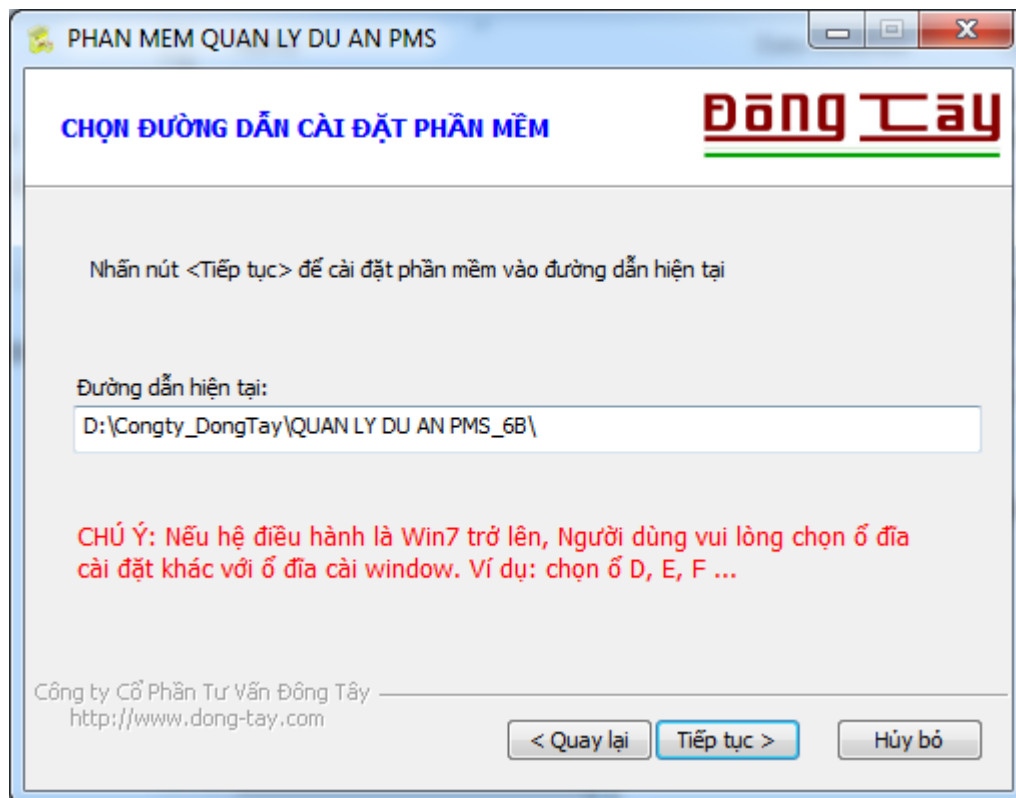 PHAN MEM QUAN LY DU AN PMS
CHỌN ĐƯỜNG DẪN CÀI ĐẶT PHẦN MỀM
Đōng Tāy
Nhấn nút <Tiếp tục> để cài đặt phần mềm vào đường dẫn hiện tại
Đường dẫn hiện tại:
D:\Congty_DongTay\QUAN LY DU AN PMS_6B\
CHÚ Ý: Nếu hệ điều hành là Win7 trở lên, Người dùng vui lòng chọn ổ đĩa
cài đặt khác với ổ đĩa cài window. Ví dụ: chọn ổ D, E, F ...
Công ty Cổ Phần Tư Vấn Đông Tây
http://www.dong-tay.com
< Quay lại
Tiếp tục >
Hủy bỏ